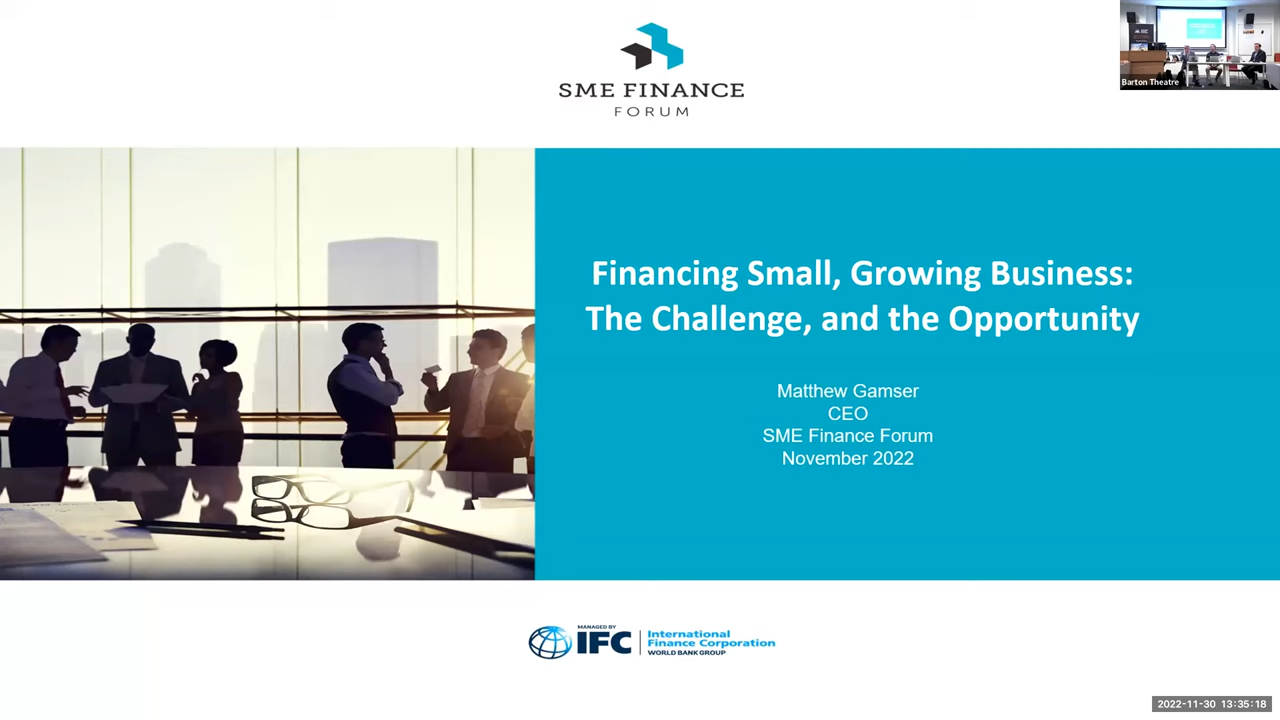 SME FINANCE
FORUM
Barton Theatre
Financing Small, Growing Business:
The Challenge, and the Opportunity
Matthew Gamser
CEO
SME Finance Forum
November 2022
MANAGED BY
IFC
International
Finance Corporation
WORLD BANK GROUP
2022-11-30 13:35:18